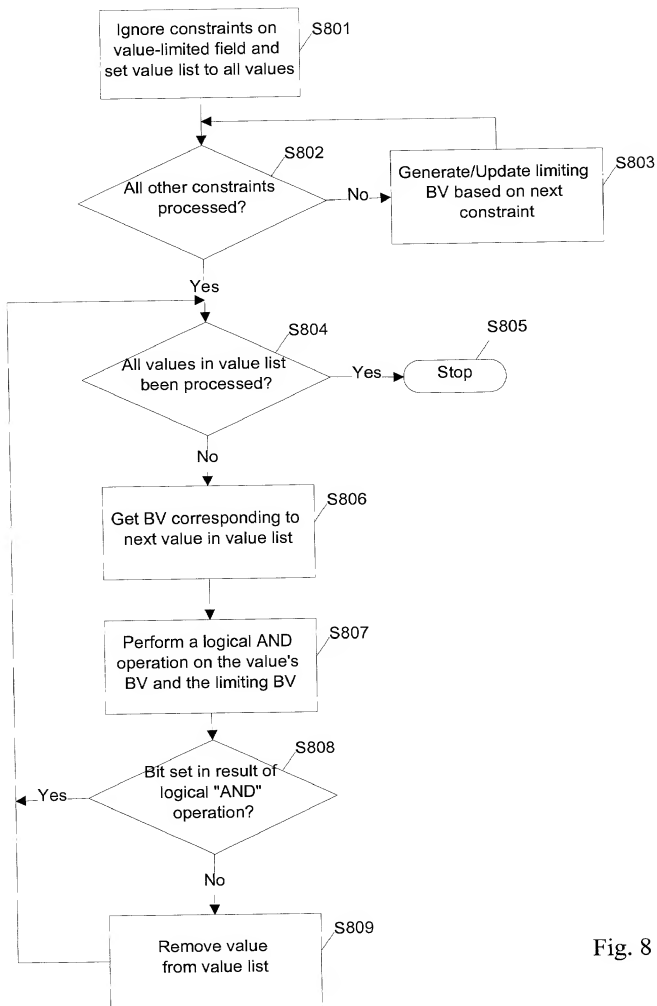 Ignore constraints on
value-limited field and
set value list to all values
S801
S802
All other constraints
processed?
No
Generate/Update limiting
BV based on next
constraint
S803
Yes
S804
All values in value list
been processed?
Yes
S805
Stop
No
S806
Get BV corresponding to
next value in value list
S807
Perform a logical AND
operation on the value's
BV and the limiting BV
S808
Bit set in result of
logical "AND"
operation?
Yes
No
S809
Remove value
from value list
Fig. 8